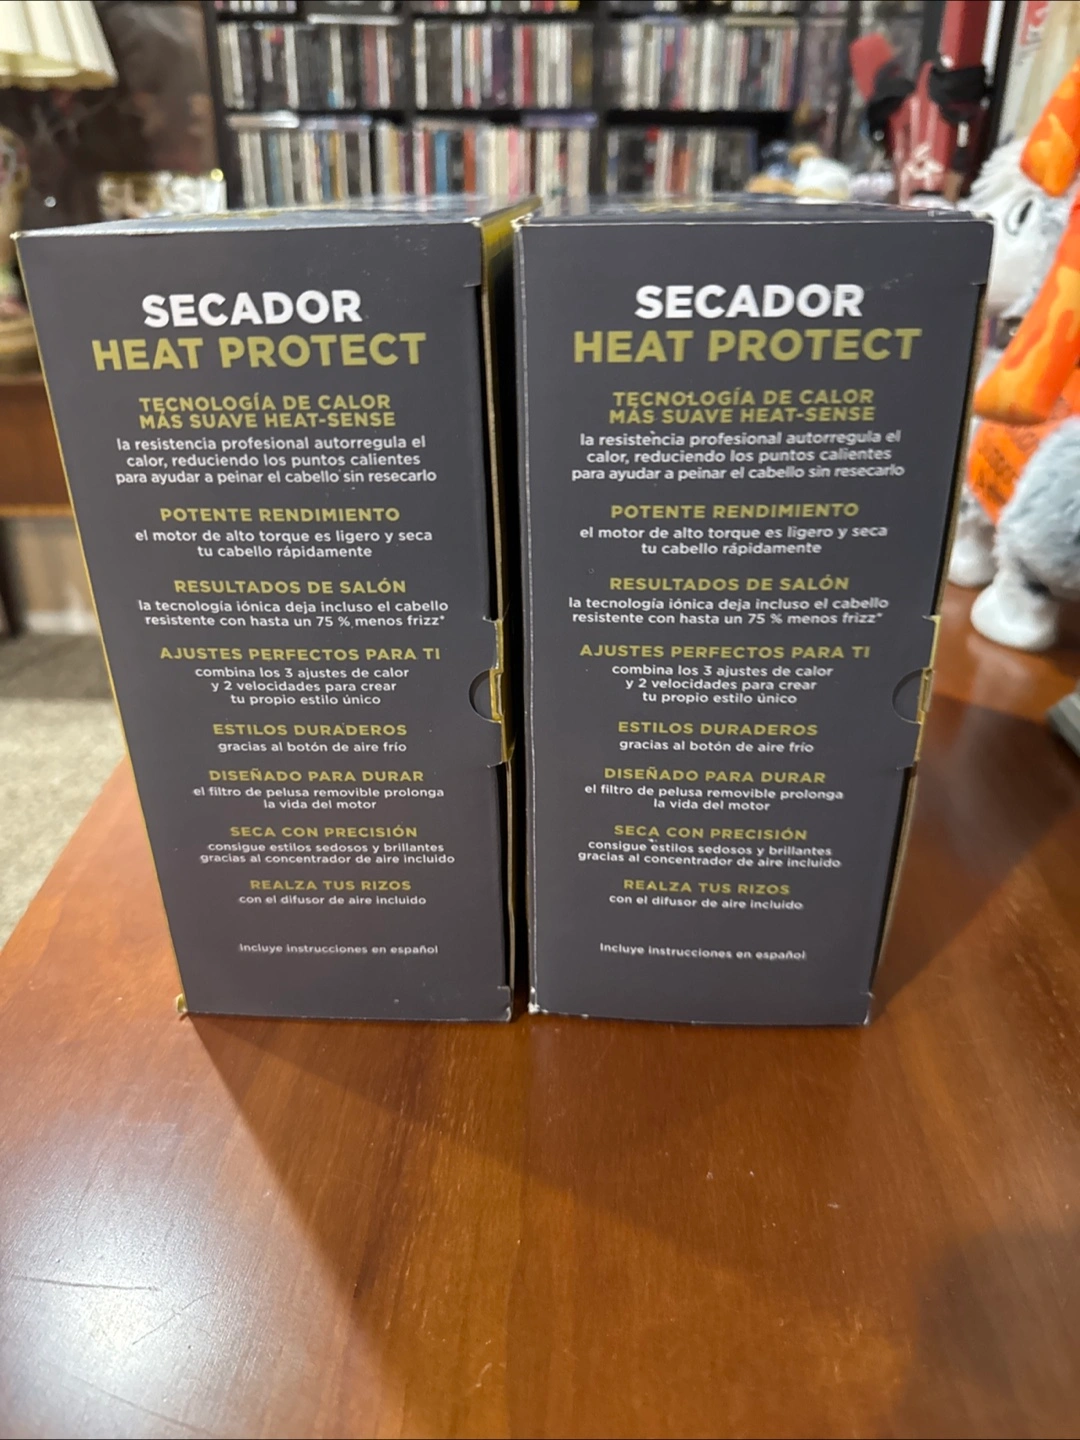 SLASH
SECADOR
HEAT PROTECT
TECNOLOGÍA DE CALOR
MÁS SUAVE HEAT-SENSE
la resistencia profesional autorregula el
calor, reduciendo los puntos calientes
para ayudar a peinar el cabello sin resecarlo
POTENTE RENDIMIENTO
el motor de alto torque es ligero y seca
tu cabello rápidamente
RESULTADOS DE SALÓN
la tecnología iónica deja incluso el cabello
resistente con hasta un 75 % menos frizz*
AJUSTES PERFECTOS PARA TI
combina los 3 ajustes de calor
y 2 velocidades para crear
tu propio estilo único
ESTILOS DURADEROS
gracias al botón de aire frío
DISEÑADO PARA DURAR
el filtro de pelusa removible prolonga
la vida del motor
SECA CON PRECISIÓN
consigue estilos sedosos y brillantes
gracias al concentrador de aire incluido
REALZA TUS RIZOS
con el difusor de aire incluido
Incluye instrucciones en español
SECADOR
HEAT PROTECT
TECNOLOGÍA DE CALOR
MÁS SUAVE HEAT-SENSE
la resistencia profesional autorregula el
calor, reduciendo los puntos calientes
para ayudar a peinar el cabello sin resecarlo
POTENTE RENDIMIENTO
el motor de alto torque es ligero y seca
tu cabello rápidamente
RESULTADOS DE SALÓN
la tecnología iónica deja incluso el cabello
resistente con hasta un 75 % menos frizz*
AJUSTES PERFECTOS PARA TI
combina los 3 ajustes de calor
y 2 velocidades para crear
tu propio estilo único
ESTILOS DURADEROS
gracias al botón de aire frío
DISEÑADO PARA DURAR
el filtro de pelusa removible prolonga
la vida del motor
SECA CON PRECISIÓN
consigue estilos sedosos y brillantes
gracias al concentrador de aire incluido
REALZA TUS RIZOS
con el difusor de aire incluido
Incluye instrucciones en español